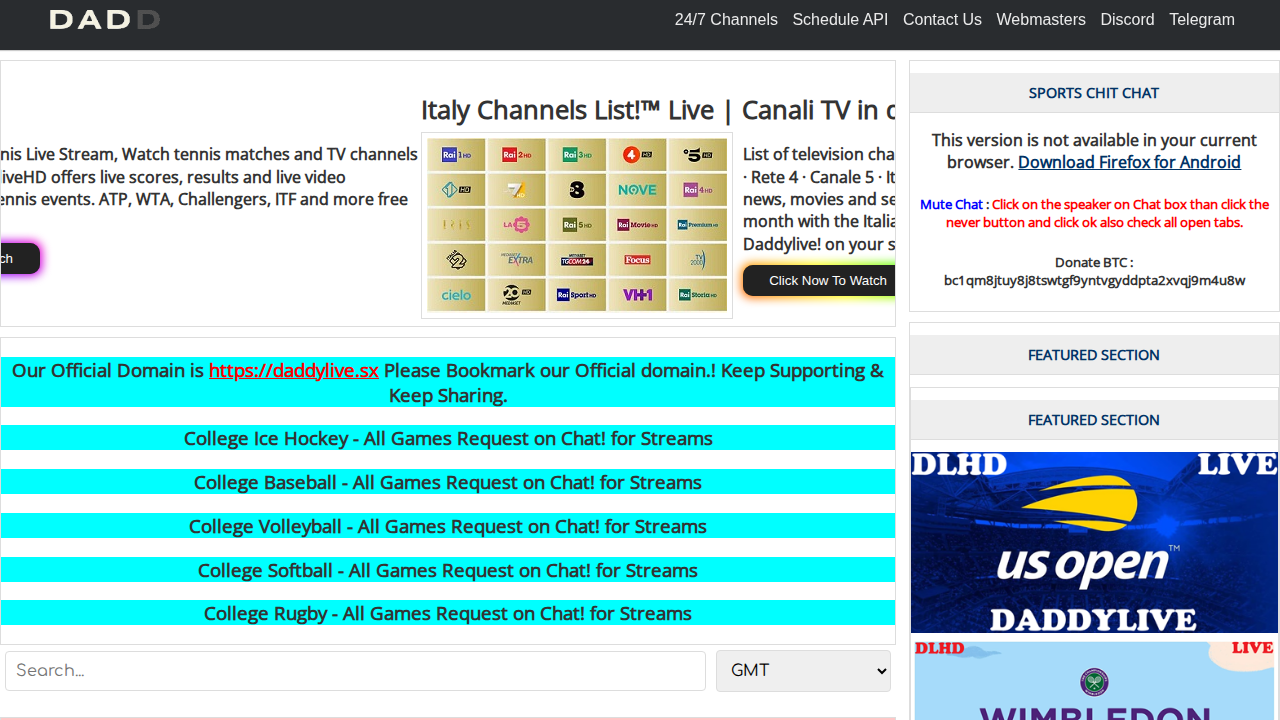 DADD
24/7 Channels Schedule API Contact Us Webmasters Discord Telegram
nis Live Stream, Watch tennis matches and TV channels
iveHD offers live scores, results and live video
ennis events. ATP, WTA, Challengers, ITF and more free
ch
Italy Channels List!™ Live | Canali TV in c
Rai 1 HD Rai 2 HD Rai 3 HD 4 HD 5 HD
1 HD 7 HD 8 NOVE Rai 4 HD
IRIS LA 5 Rai 5 HD Rai Movie HD Rai Premium HD
27 MEDIASET EXTRA MEDIASET TGCOM24 Focus TV 2000
cielo 20 HD MEDIASET Rai Sport HD VH1 Rai Storia HD
List of television cha
· Rete 4 · Canale 5 · It
news, movies and se
month with the Italia
Daddylive! on your s
Click Now To Watch
Our Official Domain is https://daddylive.sx Please Bookmark our Official domain.! Keep Supporting &
Keep Sharing.
College Ice Hockey - All Games Request on Chat! for Streams
College Baseball - All Games Request on Chat! for Streams
College Volleyball - All Games Request on Chat! for Streams
College Softball - All Games Request on Chat! for Streams
College Rugby - All Games Request on Chat! for Streams
Search...
GMT
SPORTS CHIT CHAT
This version is not available in your current
browser. Download Firefox for Android
Mute Chat : Click on the speaker on Chat box than click the
never button and click ok also check all open tabs.
Donate BTC :
bc1qm8jtuy8j8tswtgf9yntvgyddpta2xvqj9m4u8w
FEATURED SECTION
FEATURED SECTION
DLHD LIVE
us open™
DADDYLIVE
DLHD LIVE
WIMBLEDON